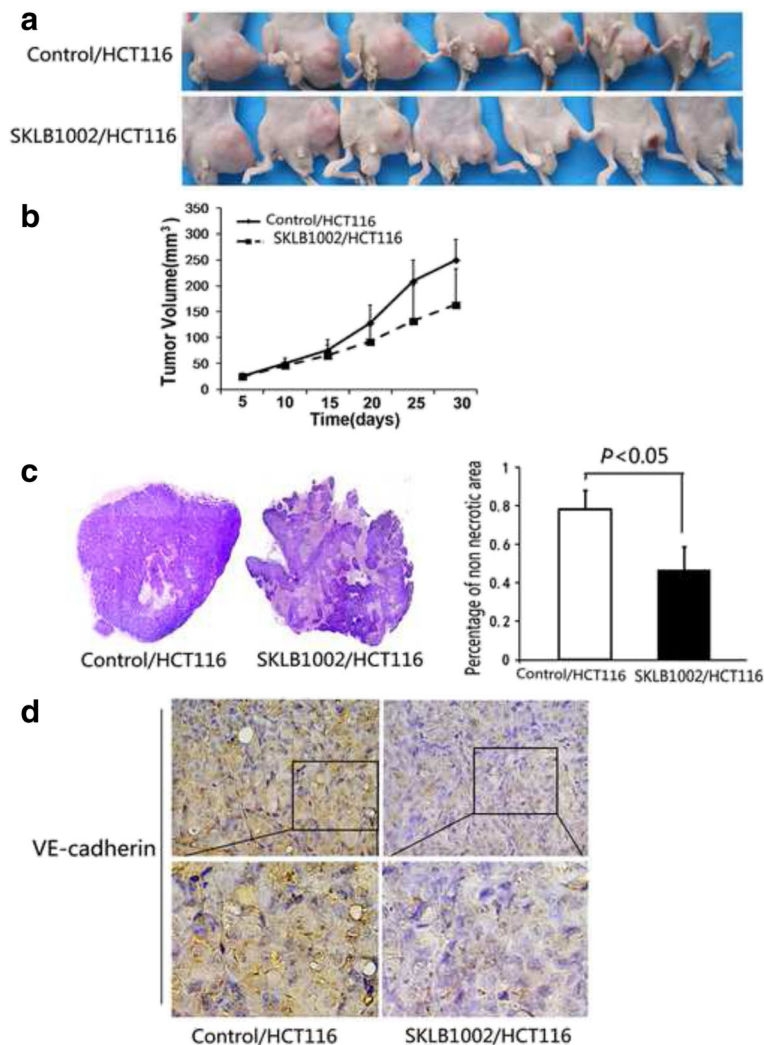 a
Control/HCT116
SKLB1002/HCT116
b
350
300
250
200
150
100
50
0
Tumor Volume(mm³)
Control/HCT116
SKLB1002/HCT116
5 10 15 20 25 30
Time(days)
c
Control/HCT116 SKLB1002/HCT116
P<0.05
Percentage of non necrotic area
1
0.8
0.6
0.4
0.2
0
Control/HCT116 SKLB1002/HCT116
d
VE-cadherin
Control/HCT116 SKLB1002/HCT116